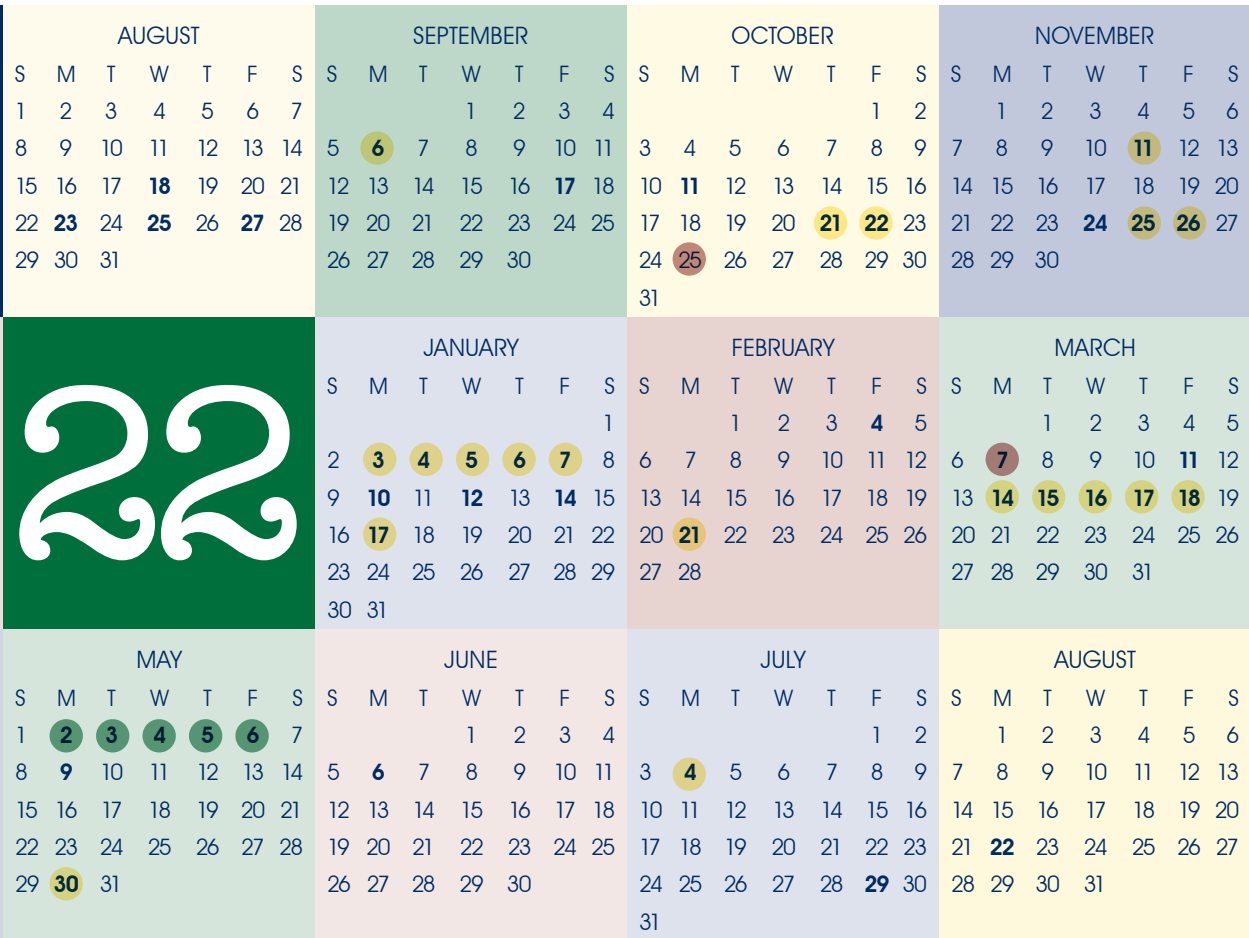 AUGUST
S M T W T F S
1 2 3 4 5 6 7
8 9 10 11 12 13 14
15 16 17 18 19 20 21
22 23 24 25 26 27 28
29 30 31
SEPTEMBER
S M T W T F S
1 2 3 4
5 6 7 8 9 10 11
12 13 14 15 16 17 18
19 20 21 22 23 24 25
26 27 28 29 30
OCTOBER
S M T W T F S
1 2
3 4 5 6 7 8 9
10 11 12 13 14 15 16
17 18 19 20 21 22 23
24 25 26 27 28 29 30
31
NOVEMBER
S M T W T F S
1 2 3 4 5 6
7 8 9 10 11 12 13
14 15 16 17 18 19 20
21 22 23 24 25 26 27
28 29 30
22
JANUARY
S M T W T F S
1
2 3 4 5 6 7 8
9 10 11 12 13 14 15
16 17 18 19 20 21 22
23 24 25 26 27 28 29
30 31
FEBRUARY
S M T W T F S
1 2 3 4 5
6 7 8 9 10 11 12
13 14 15 16 17 18 19
20 21 22 23 24 25 26
27 28
MARCH
S M T W T F S
1 2 3 4 5
6 7 8 9 10 11 12
13 14 15 16 17 18 19
20 21 22 23 24 25 26
27 28 29 30 31
MAY
S M T W T F S
1 2 3 4 5 6 7
8 9 10 11 12 13 14
15 16 17 18 19 20 21
22 23 24 25 26 27 28
29 30 31
JUNE
S M T W T F S
1 2 3 4
5 6 7 8 9 10 11
12 13 14 15 16 17 18
19 20 21 22 23 24 25
26 27 28 29 30
JULY
S M T W T F S
1 2
3 4 5 6 7 8 9
10 11 12 13 14 15 16
17 18 19 20 21 22 23
24 25 26 27 28 29 30
31
AUGUST
S M T W T F S
1 2 3 4 5 6
7 8 9 10 11 12 13
14 15 16 17 18 19 20
21 22 23 24 25 26 27
28 29 30 31